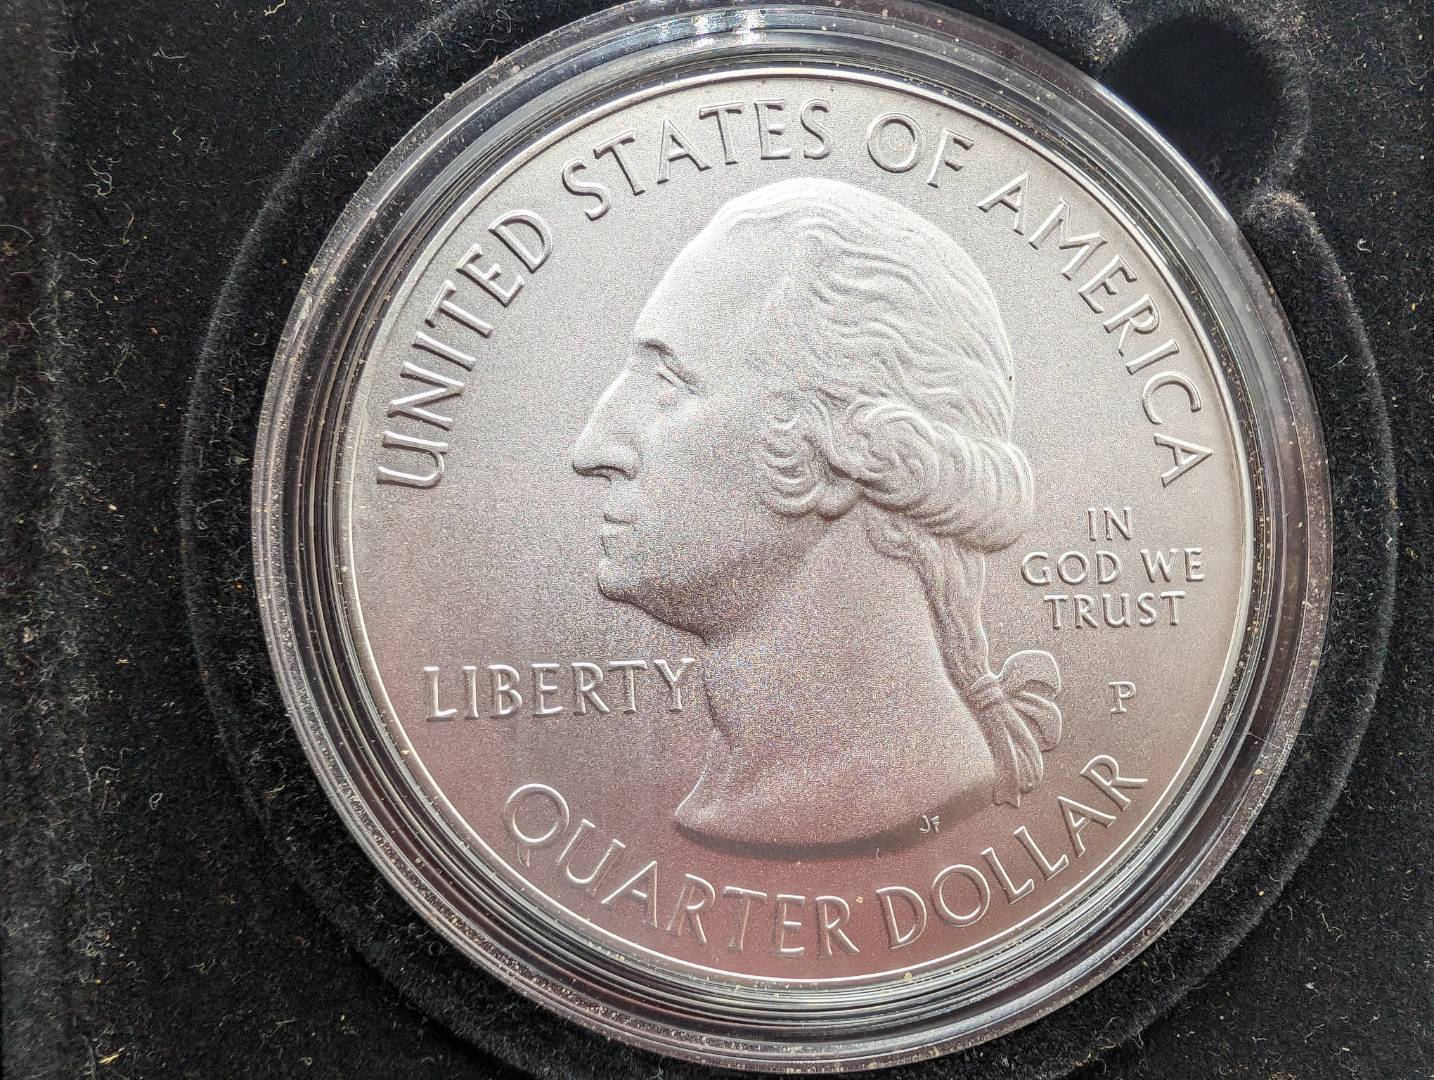 UNITED STATES OF AMERICA
LIBERTY
IN
GOD WE
TRUST
P
JF
QUARTER DOLLAR